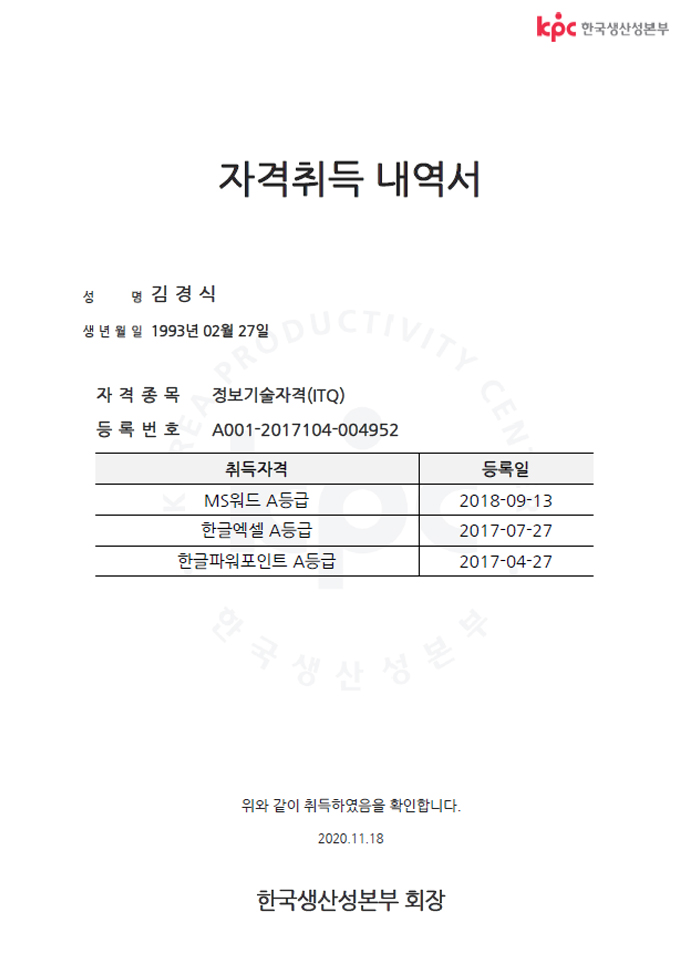 kpc 한국생산성본부
자격취득 내역서
성 명 김 경 식
생 년 월 일 1993년 02월 27일
KOREA PRODUCTIVITY CENT
자 격 종 목 정보기술자격(ITQ)
등 록 번 호 A001-2017104-004952
취득자격 등록일
MS워드 A등급 2018-09-13
한글엑셀 A등급 2017-07-27
한글파워포인트 A등급 2017-04-27
kpc
한국생산성본부
위와 같이 취득하였음을 확인합니다.
2020.11.18
한국생산성본부 회장